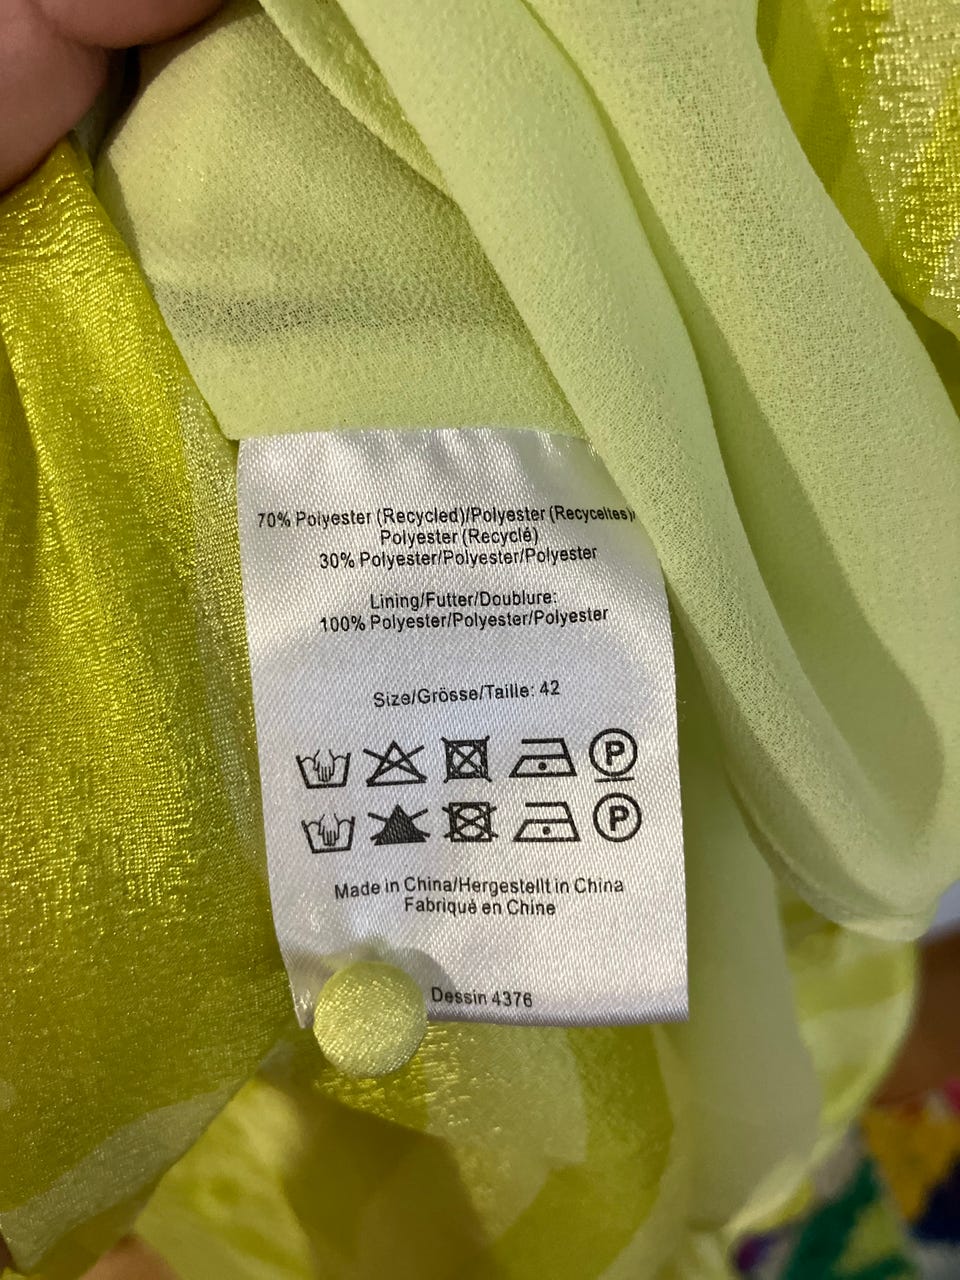 70% Polyester (Recycled)/Polyester (Recyceltes)/
Polyester (Recyclé)
30% Polyester/Polyester/Polyester
Lining/Futter/Doublure:
100% Polyester/Polyester/Polyester
Size/Grösse/Taille: 42
P
P
Made in China/Hergestellt in China
Fabriqué en Chine
Dessin 4376